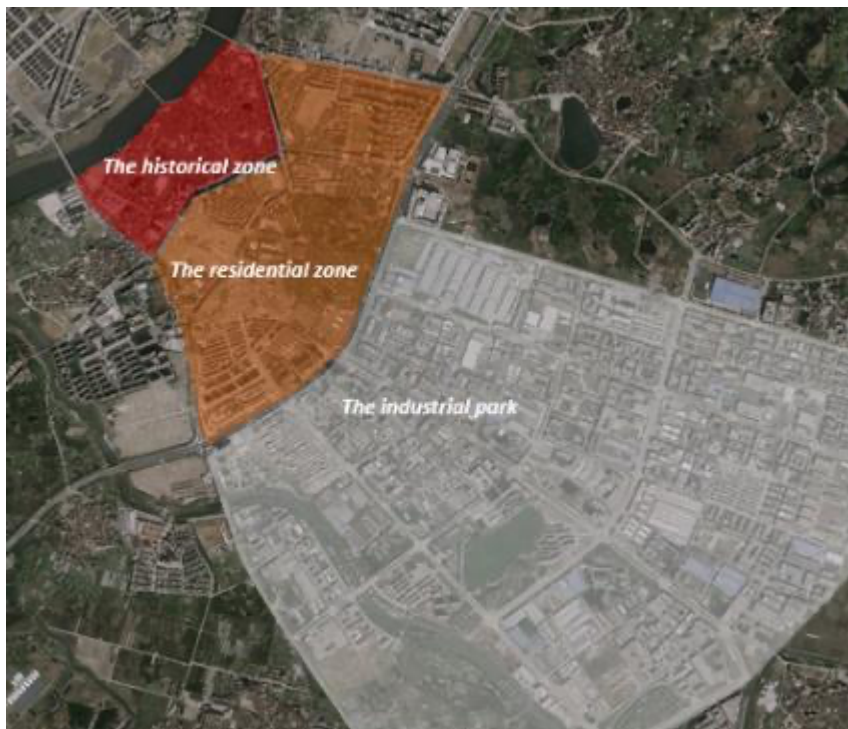 The historical zone
The residential zone
The industrial park